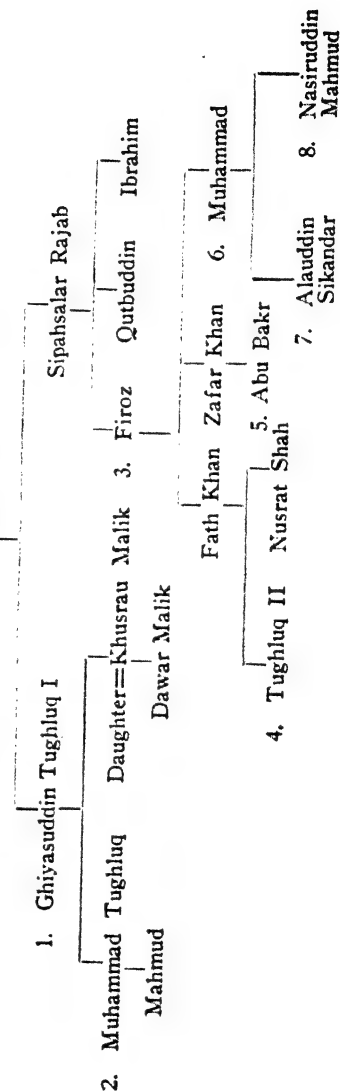 1. Ghiyasuddin Tughluq I
Sipahsalar Rajab
2. Muhammad Tughluq
Daughter=Khusrau Malik
3. Firoz
Qutbuddin
Ibrahim
Mahmud
Dawar Malik
Fath Khan
Zafar Khan
6. Muhammad
4. Tughluq II
Nusrat Shah
5. Abu Bakr
7. Alauddin
Sikandar
8. Nasiruddin
Mahmud